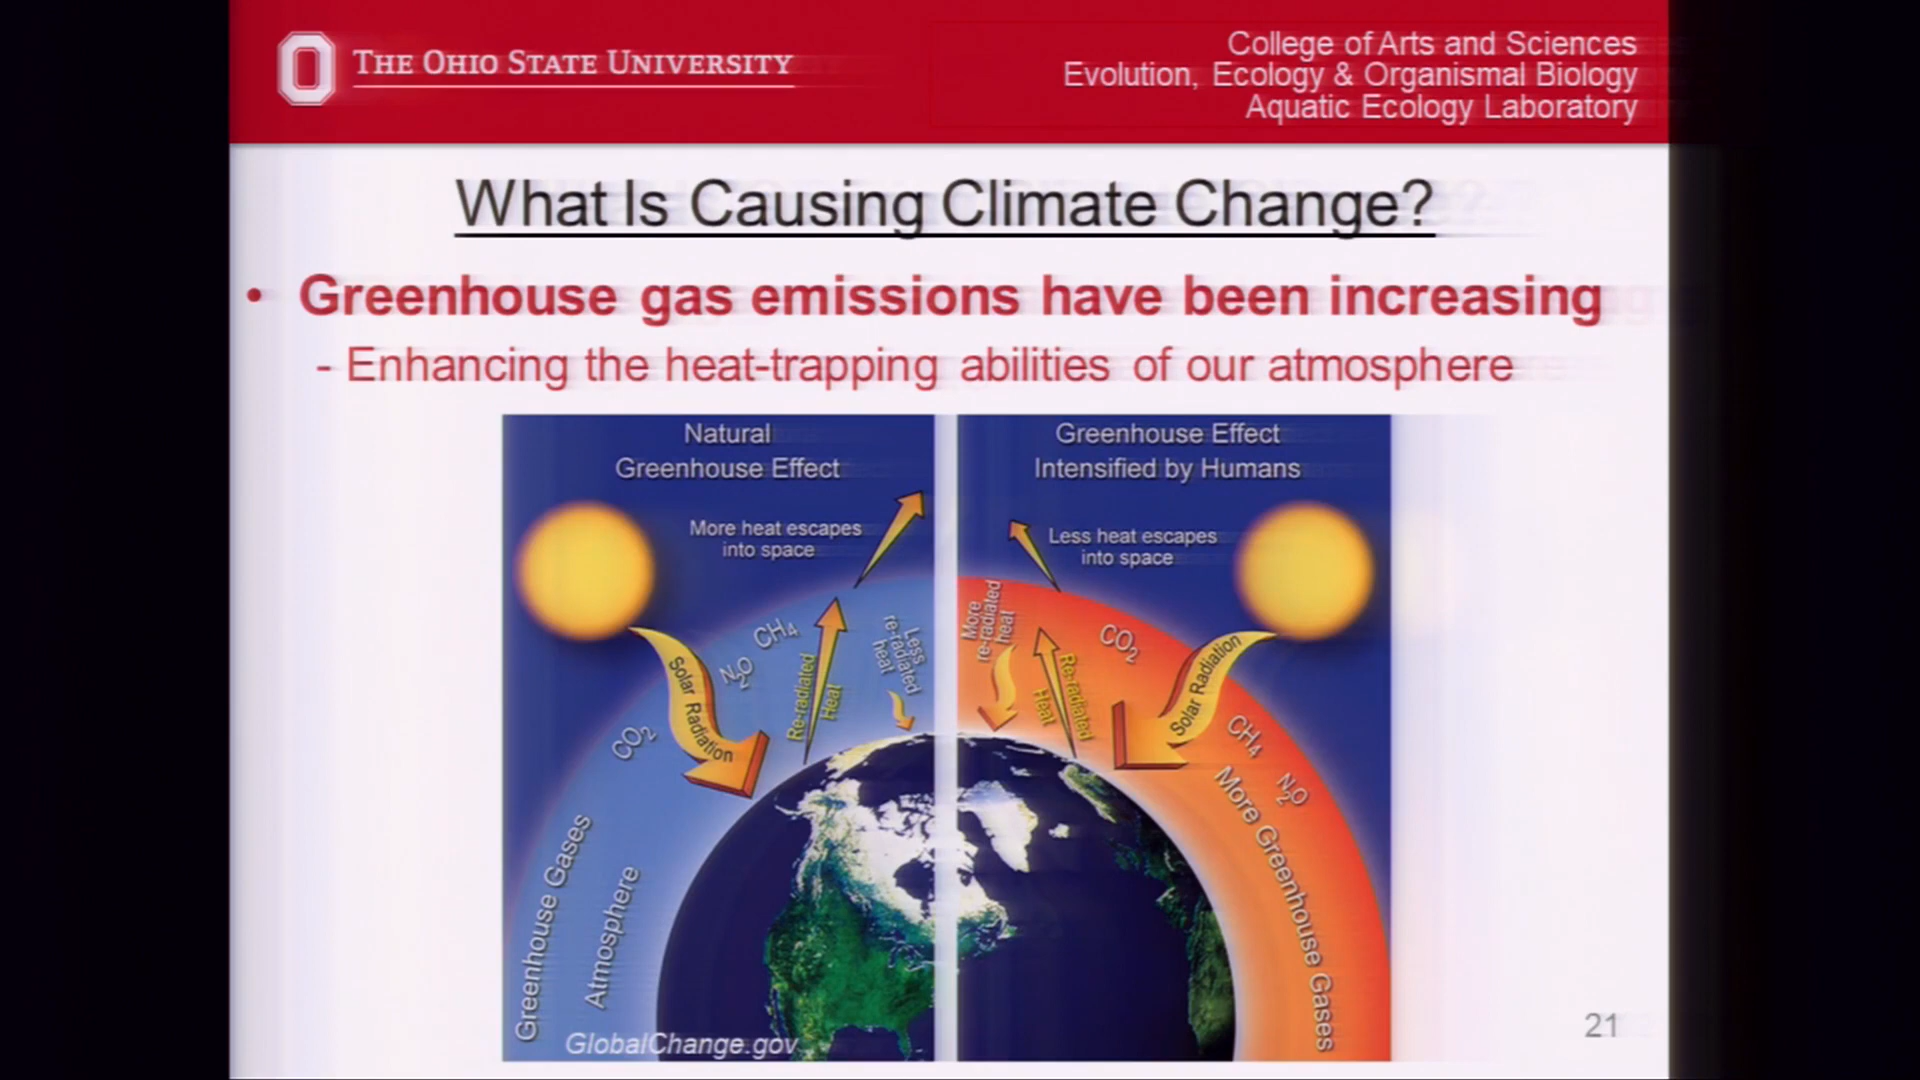 THE OHIO STATE UNIVERSITY
College of Arts and Sciences
Evolution, Ecology & Organismal Biology
Aquatic Ecology Laboratory
What Is Causing Climate Change?
• Greenhouse gas emissions have been increasing
- Enhancing the heat-trapping abilities of our atmosphere
Natural
Greenhouse Effect
More heat escapes
into space
CH4
N2O
CO2
Solar Radiation
Re-radiated
Heat
Less
re-radiated
heat
Greenhouse Gases
Atmosphere
GlobalChange.gov
Greenhouse Effect
Intensified by Humans
Less heat escapes
into space
More
re-radiated
heat
Re-radiated
Heat
CO2
Solar Radiation
CH4
N2O
More Greenhouse Gases
21